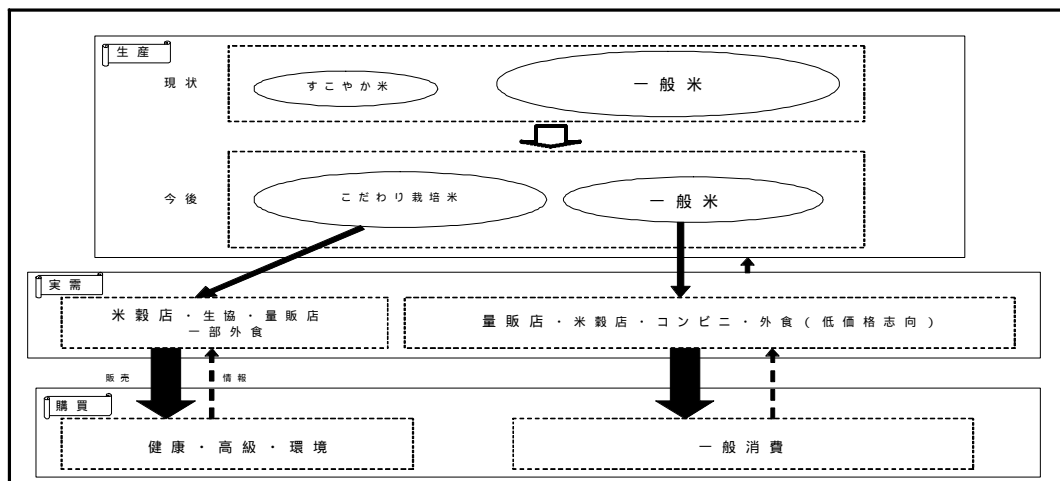 生産
現状
すこやか米
一般米
今後
こだわり栽培米
一般米
実需
米穀店・生協・量販店
一部外食
量販店・米穀店・コンビニ・外食(低価格志向)
販売
情報
購買
健康・高級・環境
一般消費